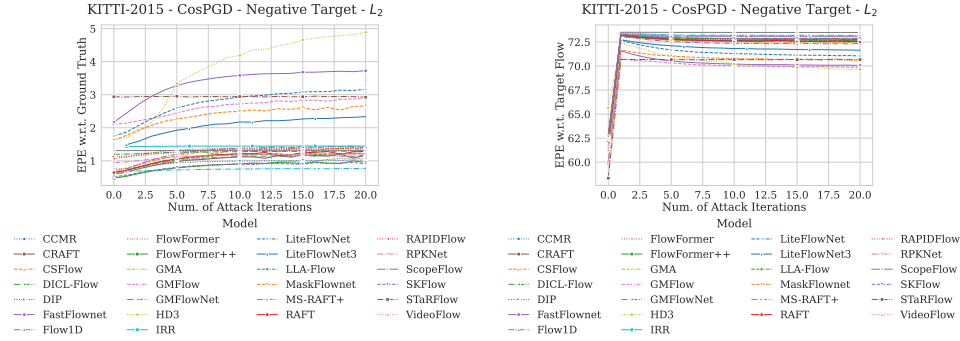 KITTI-2015 - CosPGD - Negative Target - L2
EPE w.r.t. Ground Truth
5
4
3
2
1
0.0 2.5 5.0 7.5 10.0 12.5 15.0 17.5 20.0
Num. of Attack Iterations
Model
CCMR FlowFormer LiteFlowNet RAPIDFlow
CRAFT FlowFormer++ LiteFlowNet3 RPKNet
CSFlow GMA LLA-Flow ScopeFlow
DICL-Flow GMFlow MaskFlownet SKFlow
DIP GMFlowNet MS-RAFT+ STaRFlow
FastFlownet HD3 RAFT VideoFlow
Flow1D IRR
KITTI-2015 - CosPGD - Negative Target - L2
EPE w.r.t. Target Flow
72.5
70.0
67.5
65.0
62.5
60.0
0.0 2.5 5.0 7.5 10.0 12.5 15.0 17.5 20.0
Num. of Attack Iterations
Model
CCMR FlowFormer LiteFlowNet RAPIDFlow
CRAFT FlowFormer++ LiteFlowNet3 RPKNet
CSFlow GMA LLA-Flow ScopeFlow
DICL-Flow GMFlow MaskFlownet SKFlow
DIP GMFlowNet MS-RAFT+ STaRFlow
FastFlownet HD3 RAFT VideoFlow
Flow1D IRR